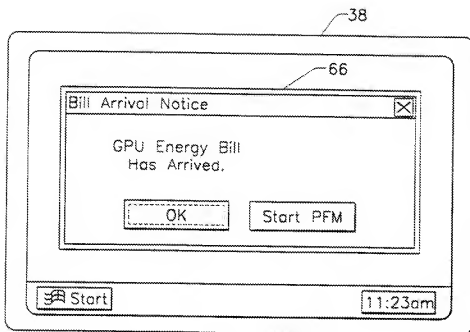 38
66
Bill Arrival Notice
GPU Energy Bill
Has Arrived.
OK
Start PFM
Start
11:23am